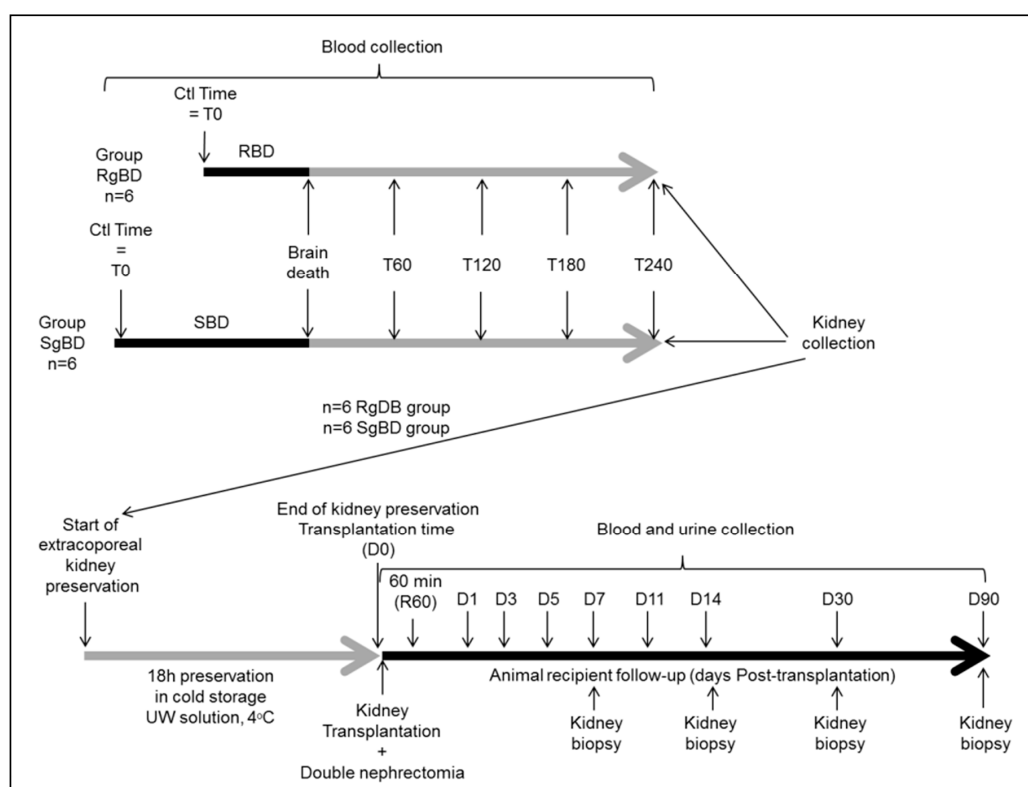 Blood collection
Ctl Time
= T0
Group
RgBD
n=6
RBD
Ctl Time
=
T0
Brain
death
T60
T120
T180
T240
Group
SgBD
n=6
SBD
Kidney
collection
n=6 RgDB group
n=6 SgBD group
Start of
extracoporeal
kidney
preservation
End of kidney preservation
Transplantation time
(D0)
Blood and urine collection
60 min
(R60)
D1
D3
D5
D7
D11
D14
D30
D90
18h preservation
in cold storage
UW solution, 4°C
Animal recipient follow-up (days Post-transplantation)
Kidney
Transplantation
+
Double nephrectomia
Kidney
biopsy
Kidney
biopsy
Kidney
biopsy
Kidney
biopsy